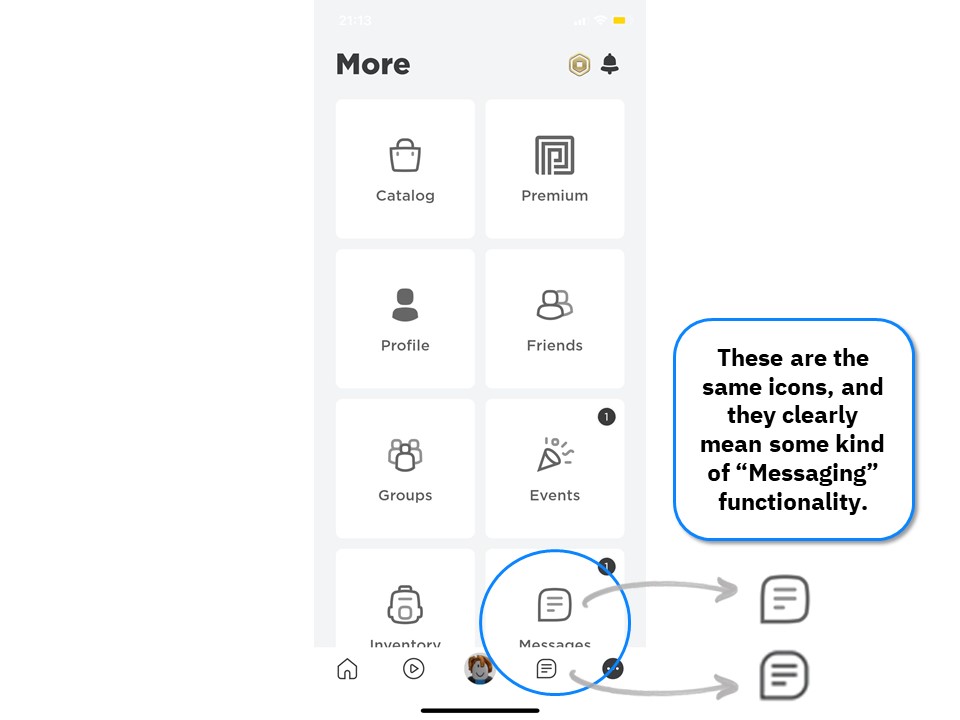 21:13
More
Catalog
Premium
Profile
Friends
1
Groups
Events
1
Inventory
Messages
These are the
same icons, and
they clearly
mean some kind
of “Messaging”
functionality.